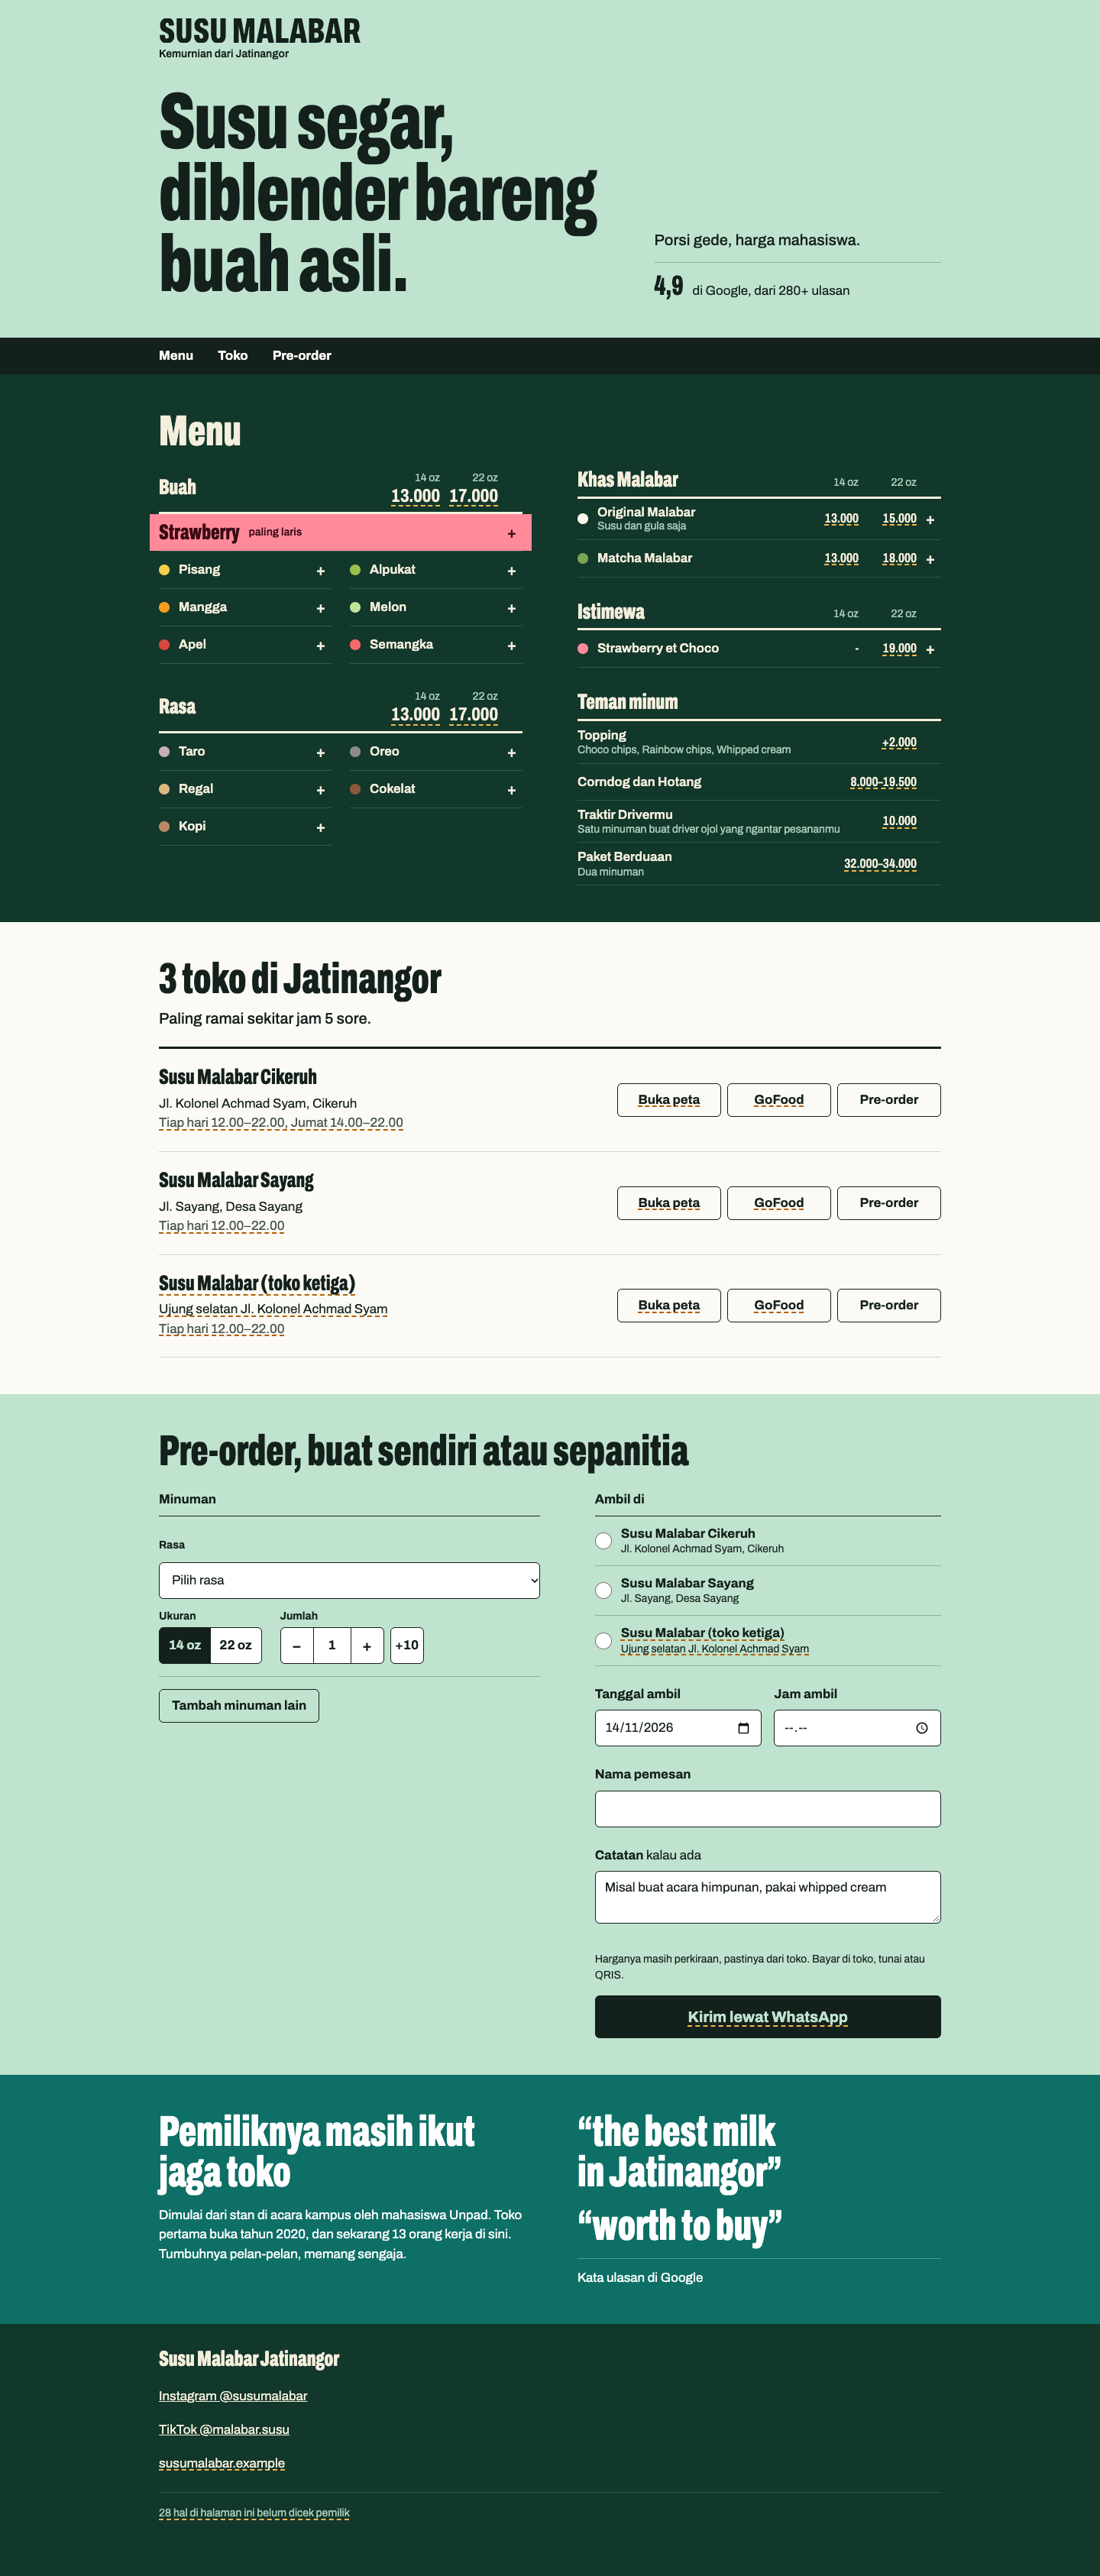 SUSU MALABAR
Kemurnian dari Jatinangor
Susu segar,
diblender bareng
buah asli.
Porsi gede, harga mahasiswa.
4,9 di Google, dari 280+ ulasan
Menu Toko Pre-order
Menu
Buah 14 oz 22 oz
13.000 17.000
Strawberry paling laris +
Pisang + Alpukat +
Mangga + Melon +
Apel + Semangka +
Rasa 14 oz 22 oz
13.000 17.000
Taro + Oreo +
Regal + Cokelat +
Kopi +
Khas Malabar 14 oz 22 oz
Original Malabar 13.000 15.000 +
Susu dan gula saja
Matcha Malabar 13.000 18.000 +
Istimewa 14 oz 22 oz
Strawberry et Choco - 19.000 +
Teman minum
Topping +2.000
Choco chips, Rainbow chips, Whipped cream
Corndog dan Hotang 8.000–19.500
Traktir Drivermu 10.000
Satu minuman buat driver ojol yang ngantar pesananmu
Paket Berduaan 32.000–34.000
Dua minuman
3 toko di Jatinangor
Paling ramai sekitar jam 5 sore.
Susu Malabar Cikeruh
Jl. Kolonel Achmad Syam, Cikeruh
Tiap hari 12.00–22.00, Jumat 14.00–22.00
Buka peta GoFood Pre-order
Susu Malabar Sayang
Jl. Sayang, Desa Sayang
Tiap hari 12.00–22.00
Buka peta GoFood Pre-order
Susu Malabar (toko ketiga)
Ujung selatan Jl. Kolonel Achmad Syam
Tiap hari 12.00–22.00
Buka peta GoFood Pre-order
Pre-order, buat sendiri atau sepanitia
Minuman
Rasa
Pilih rasa
Ukuran Jumlah
14 oz 22 oz – 1 + +10
Tambah minuman lain
Ambil di
Susu Malabar Cikeruh
Jl. Kolonel Achmad Syam, Cikeruh
Susu Malabar Sayang
Jl. Sayang, Desa Sayang
Susu Malabar (toko ketiga)
Ujung selatan Jl. Kolonel Achmad Syam
Tanggal ambil Jam ambil
14/11/2026 --.--
Nama pemesan
Catatan kalau ada
Misal buat acara himpunan, pakai whipped cream
Harganya masih perkiraan, pastinya dari toko. Bayar di toko, tunai atau
QRIS.
Kirim lewat WhatsApp
Pemiliknya masih ikut
jaga toko
Dimulai dari stan di acara kampus oleh mahasiswa Unpad. Toko
pertama buka tahun 2020, dan sekarang 13 orang kerja di sini.
Tumbuhnya pelan-pelan, memang sengaja.
“the best milk
in Jatinangor”
“worth to buy”
Kata ulasan di Google
Susu Malabar Jatinangor
Instagram @susumalabar
TikTok @malabar.susu
susumalabar.example
28 hal di halaman ini belum dicek pemilik